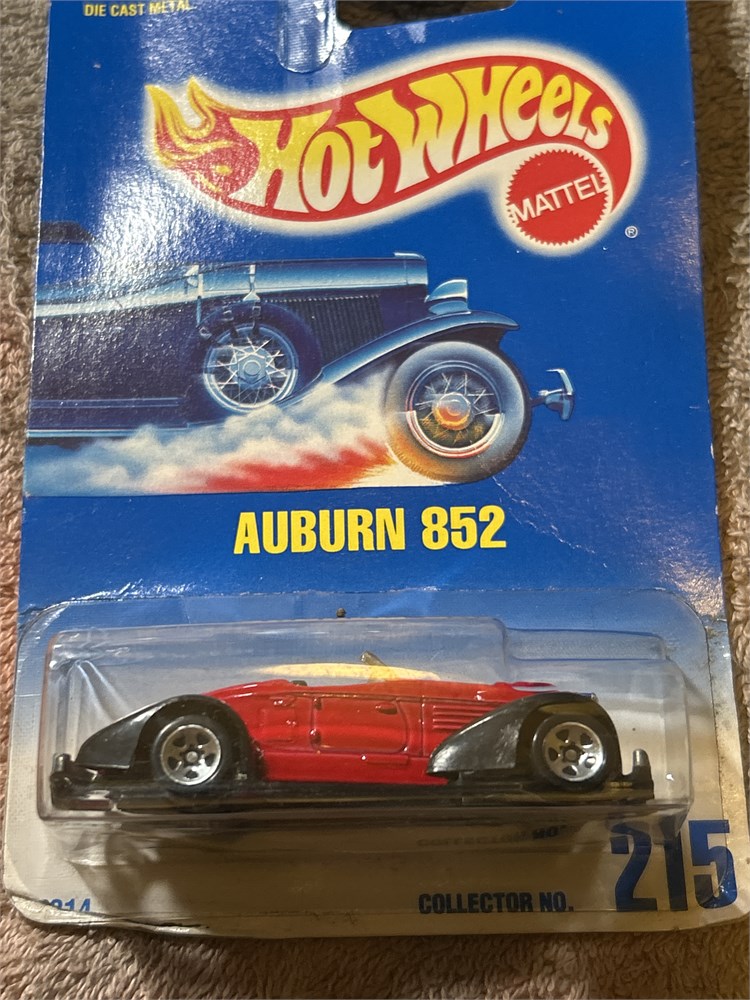 DIE CAST METAL
HOT WHEELS
MATTEL
®
AUBURN 852
COLLECTOR NO.
215